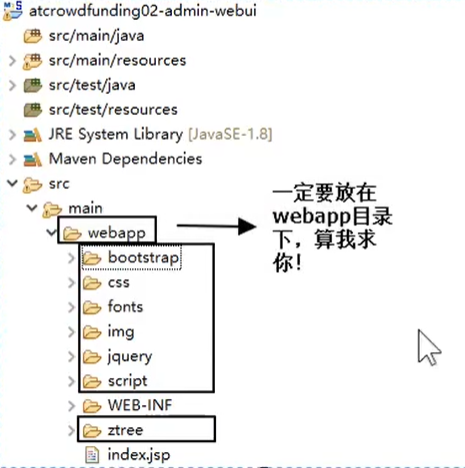 atcrowdfunding02-admin-webui
src/main/java
src/main/resources
src/test/java
src/test/resources
JRE System Library [JavaSE-1.8]
Maven Dependencies
src
main
webapp
bootstrap
css
fonts
img
jquery
script
WEB-INF
ztree
index.jsp
一定要放在
webapp目录
下，算我求
你！